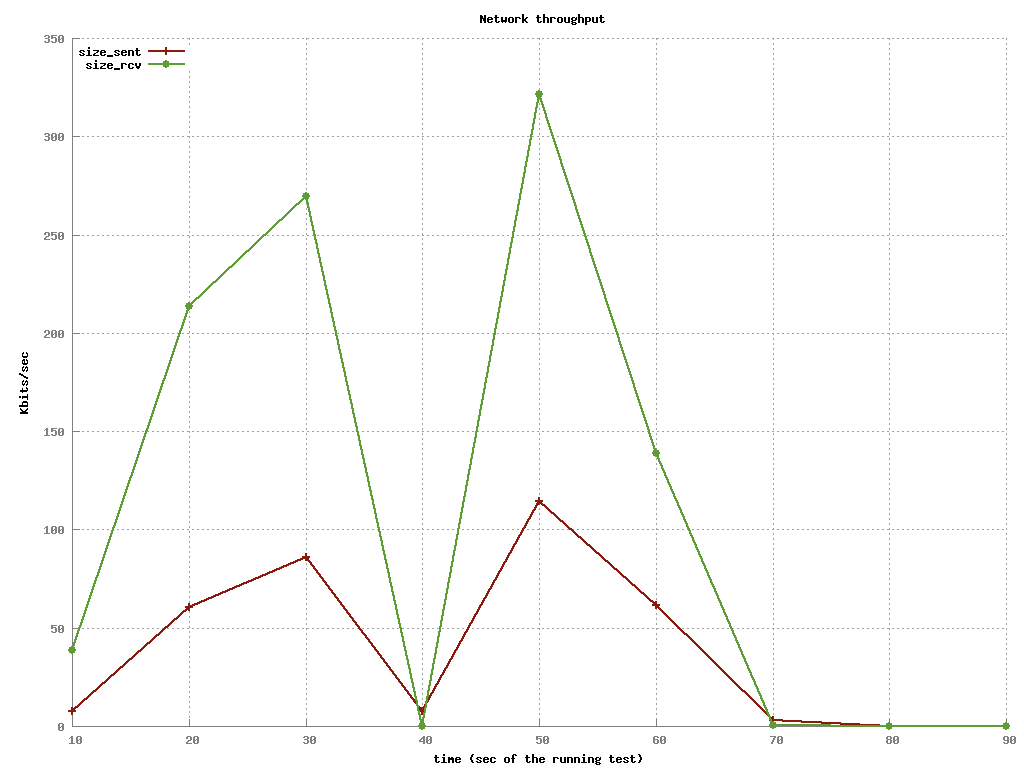 Network throughput
350
size_sent
size_rcv
300
250
200
Kbits/sec
150
100
50
0
10 20 30 40 50 60 70 80 90
time (sec of the running test)